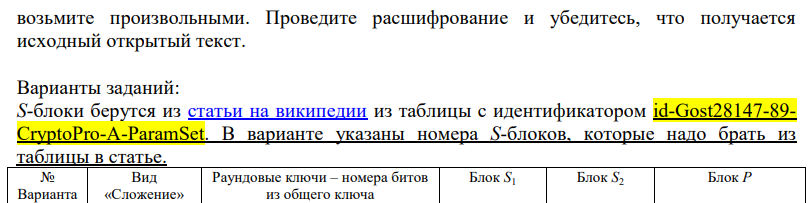 возьмите произвольными. Проведите расшифрование и убедитесь, что получается
исходный открытый текст.
Варианты заданий:
S-блоки берутся из статьи на википедии из таблицы с идентификатором id-Gost28147-89-
CryptoPro-A-ParamSet. В варианте указаны номера S-блоков, которые надо брать из
таблицы в статье.
№ Варианта
Вид «Сложение»
Раундовые ключи – номера битов из общего ключа
Блок S1
Блок S2
Блок P